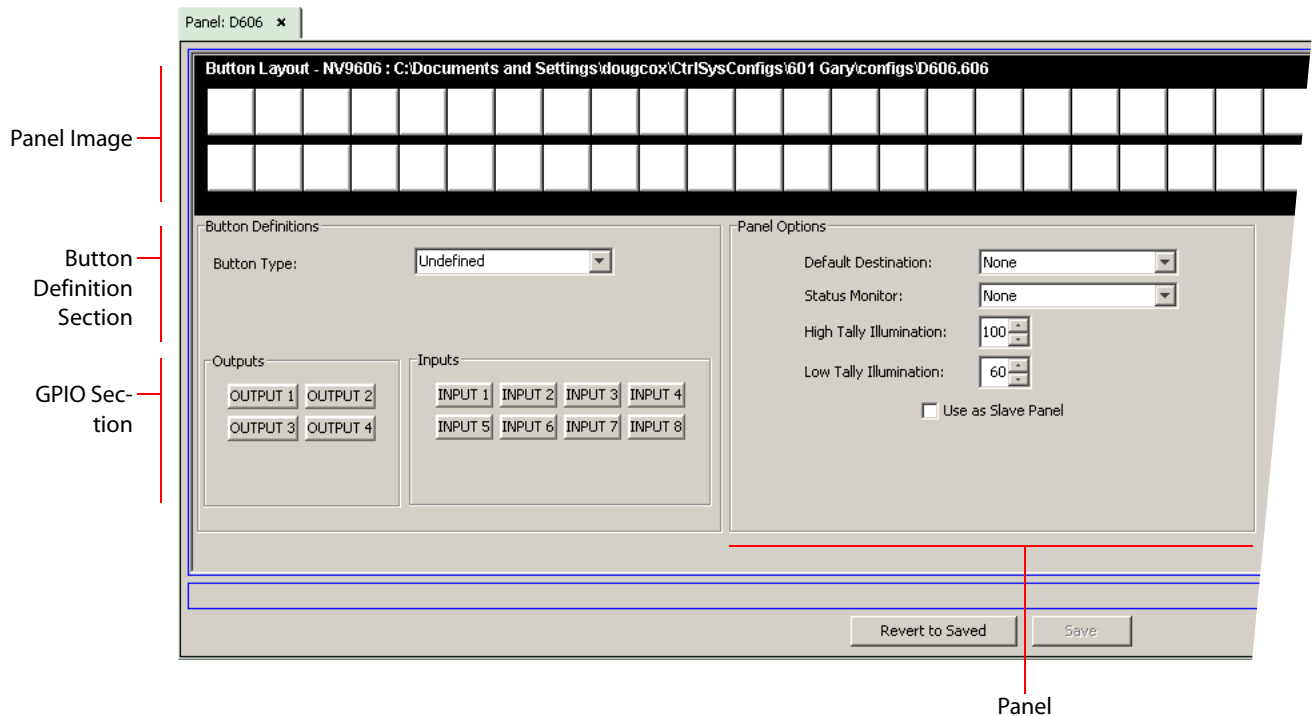 Panel: D606 ×
Button Layout - NV9606 : C:\Documents and Settings\dougcox\CtrlSysConfigs\601 Gary\configs\D606.606
Panel Image
Button
Definition
Section
GPIO Sec-
tion
Button Definitions
Button Type: Undefined
Outputs
OUTPUT 1 OUTPUT 2
OUTPUT 3 OUTPUT 4
Inputs
INPUT 1 INPUT 2 INPUT 3 INPUT 4
INPUT 5 INPUT 6 INPUT 7 INPUT 8
Panel Options
Default Destination: None
Status Monitor: None
High Tally Illumination: 100
Low Tally Illumination: 60
Use as Slave Panel
Revert to Saved Save
Panel